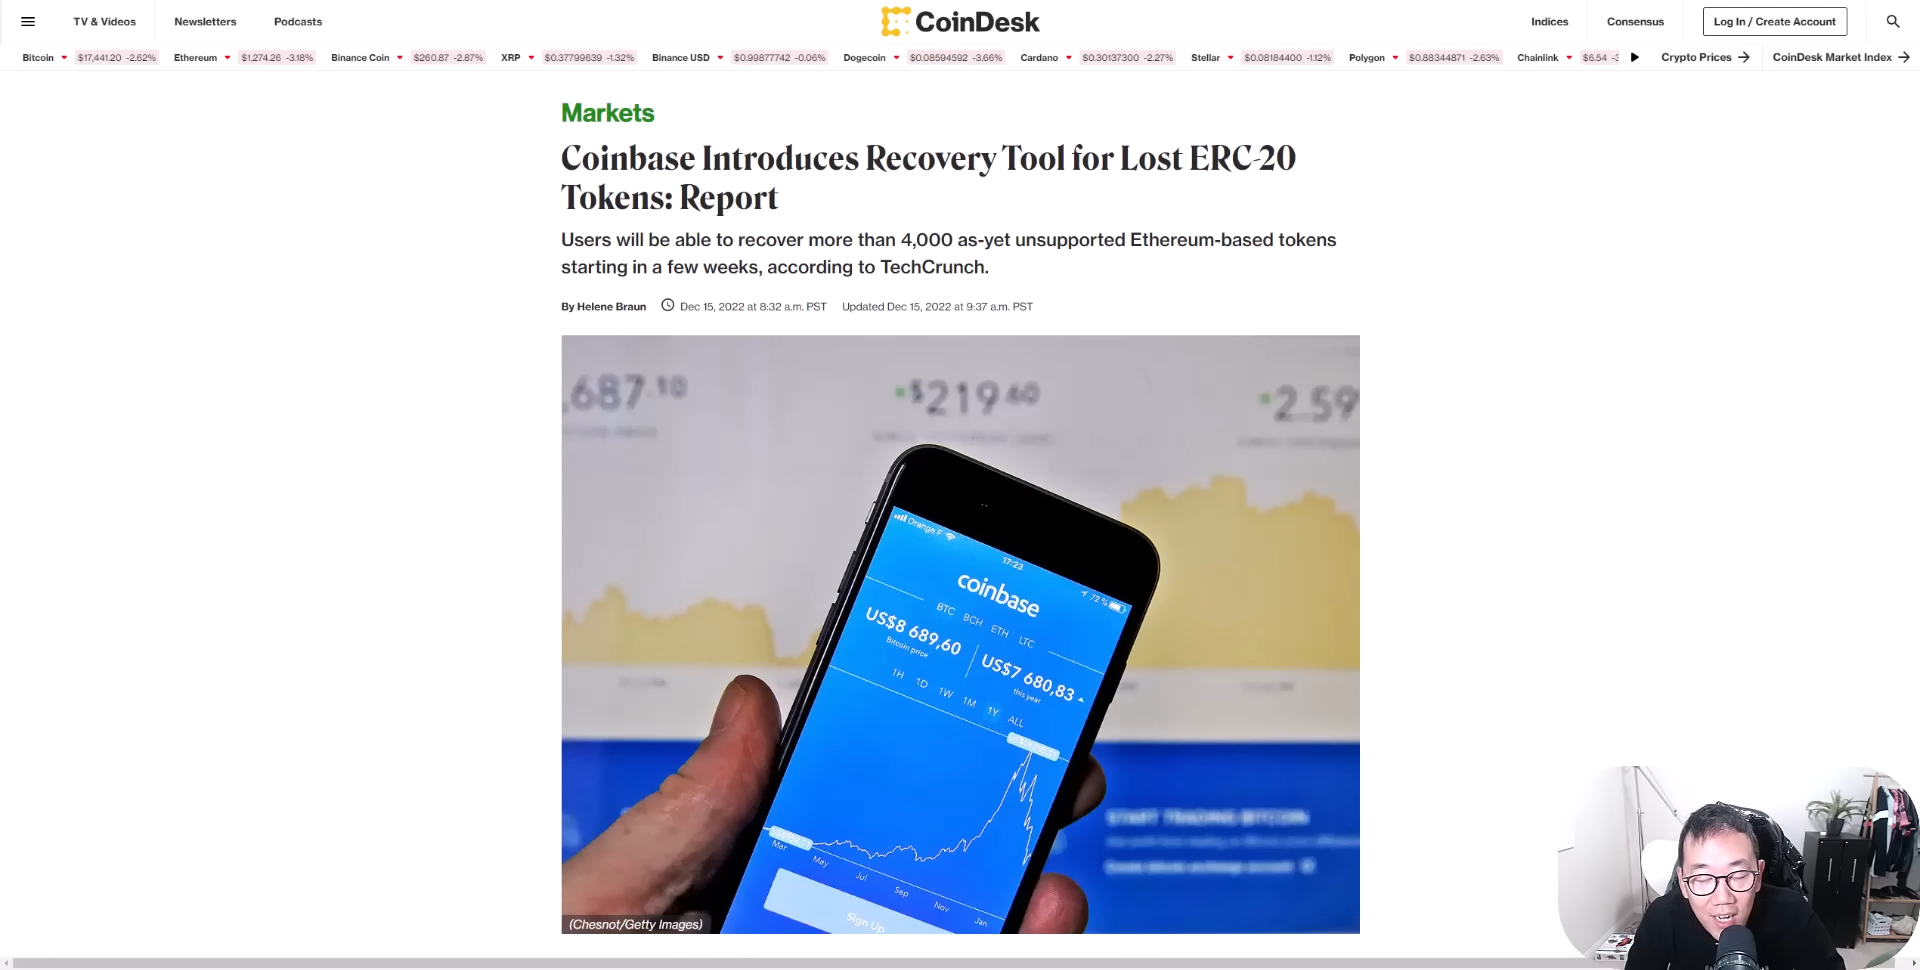 TV & Videos
Newsletters
Podcasts
CoinDesk
Indices
Consensus
Log In / Create Account
Bitcoin $17,441.20 -2.62% Ethereum $1,274.26 -3.18% Binance Coin $260.87 -2.87% XRP $0.37799639 -1.32% Binance USD $0.99877742 -0.06% Dogecoin $0.08594592 -3.66% Cardano $0.30137300 -2.27% Stellar $0.08184400 -1.12% Polygon $0.88344871 -2.63% Chainlink $6.54
Crypto Prices
CoinDesk Market Index
Markets
Coinbase Introduces Recovery Tool for Lost ERC-20
Tokens: Report
Users will be able to recover more than 4,000 as-yet unsupported Ethereum-based tokens
starting in a few weeks, according to TechCrunch.
By Helene Braun Dec 15, 2022 at 8:32 a.m. PST Updated Dec 15, 2022 at 9:37 a.m. PST
,687.10
$219.60
2.59
Orange F
17:23
72 %
coinbase
BTC BCH ETH LTC
US$8 689,60
Bitcoin price
US$7 680,83
this year
1H 1D 1W 1M 1Y ALL
Mar May Jul Sep Nov Jan
Sign Up
START TRADING BITCOIN
(Chesnot/Getty Images)